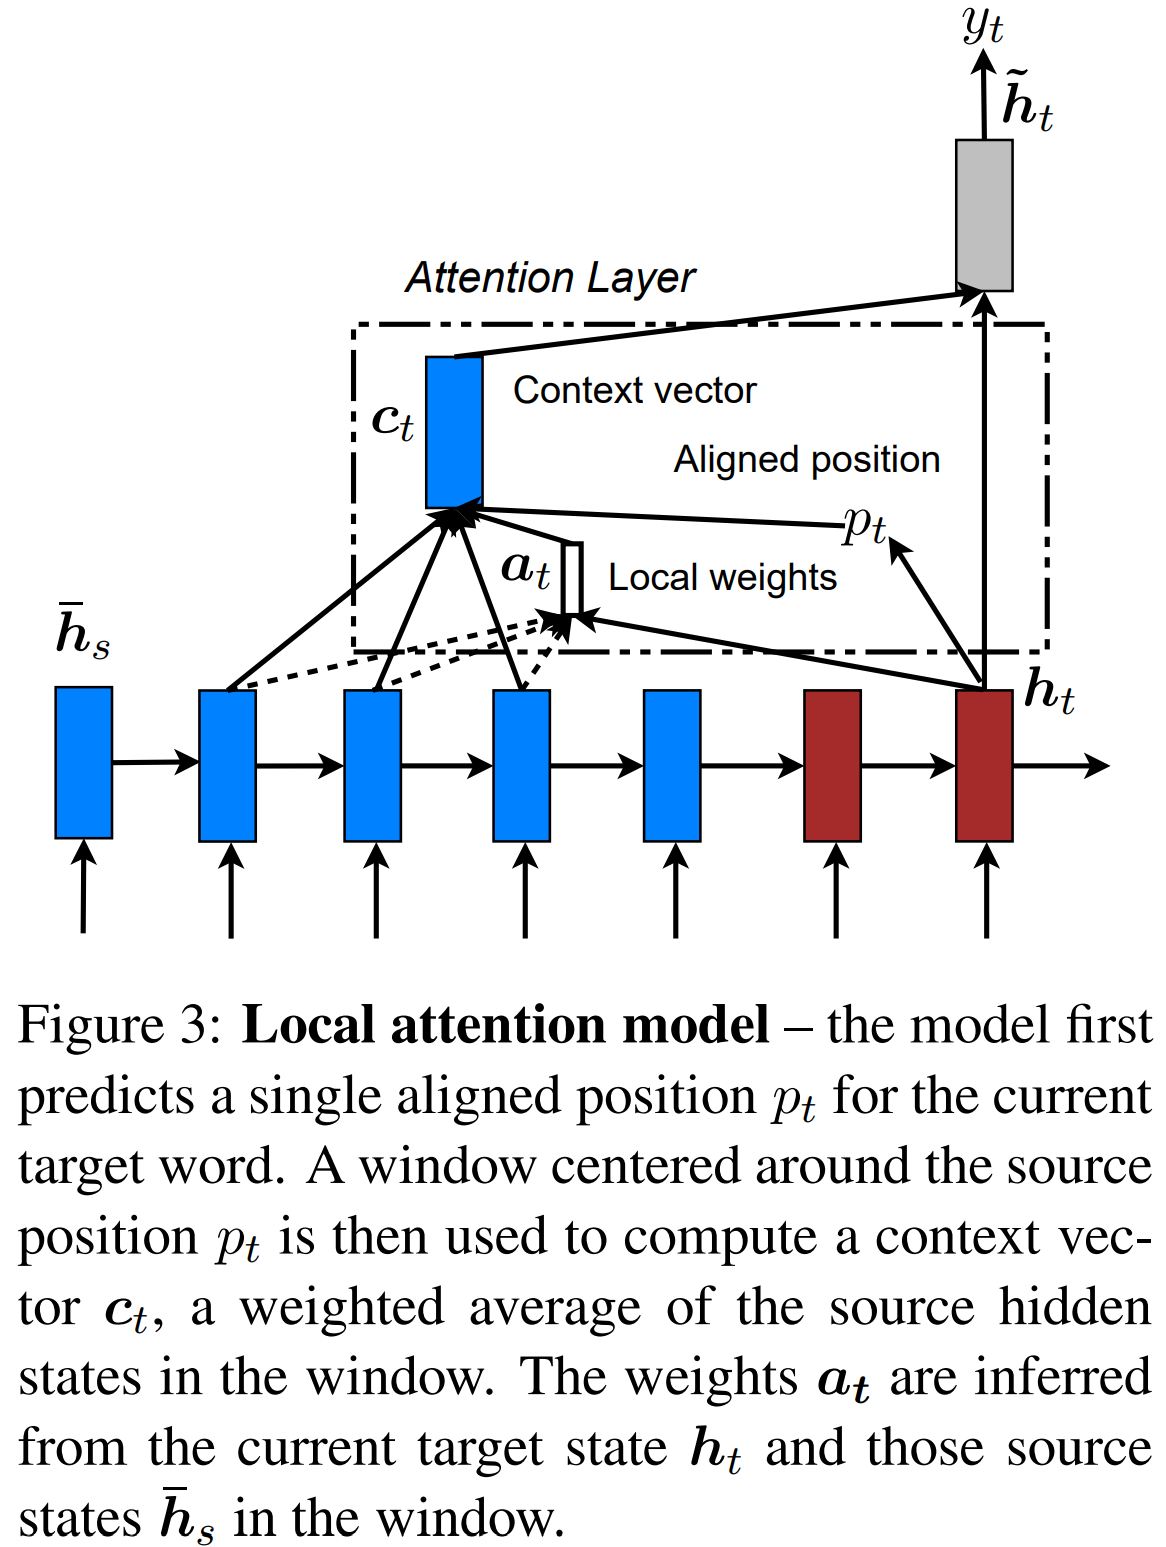 y_t
h̃_t
Attention Layer
Context vector
c_t
Aligned position
p_t
a_t
Local weights
h̄_s
h_t
Figure 3: Local attention model – the model first
predicts a single aligned position p_t for the current
target word. A window centered around the source
position p_t is then used to compute a context vec-
tor c_t, a weighted average of the source hidden
states in the window. The weights a_t are inferred
from the current target state h_t and those source
states h̄_s in the window.